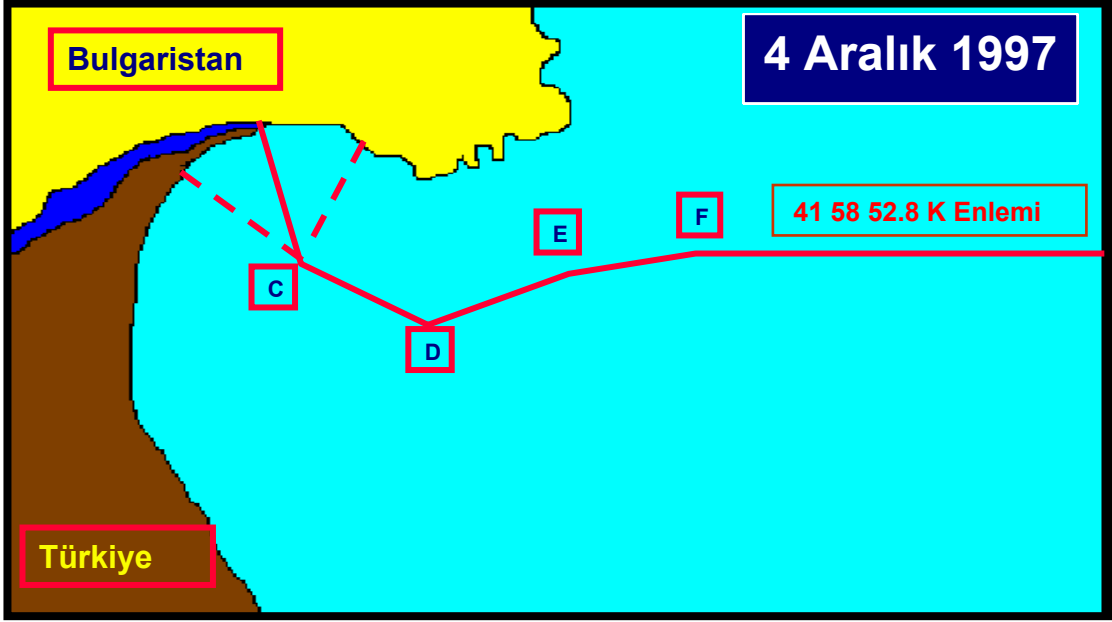 Bulgaristan
4 Aralık 1997
F
41 58 52.8 K Enlemi
E
C
D
Türkiye